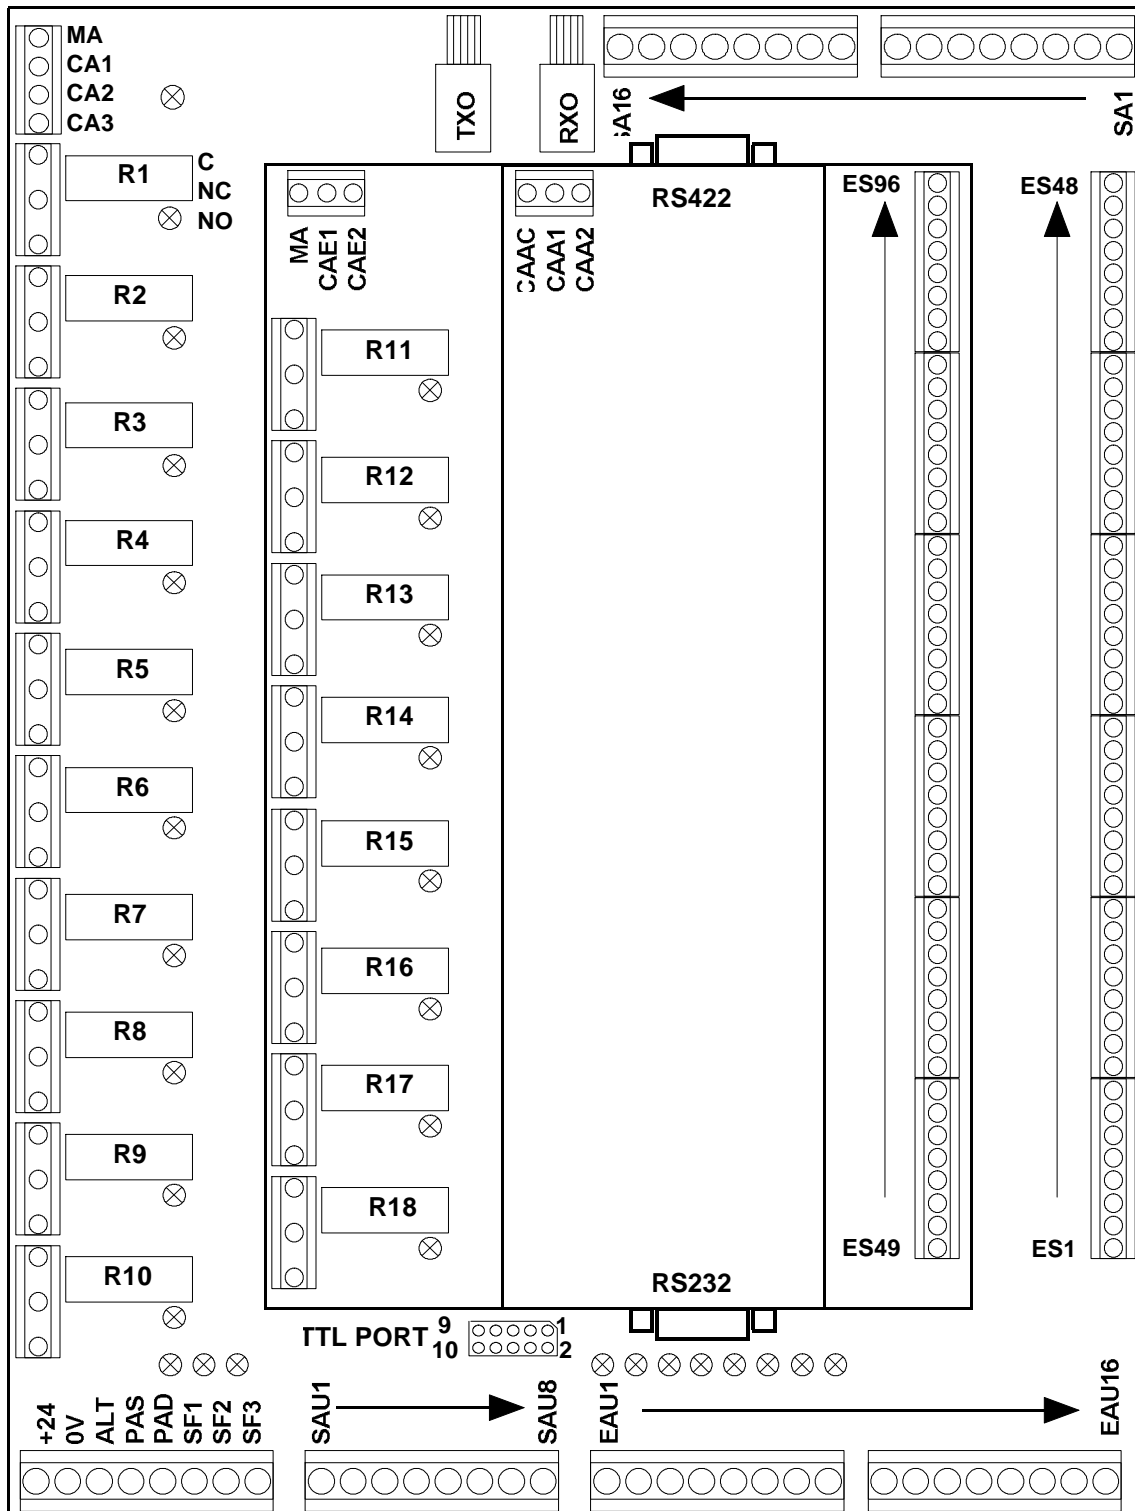 MA
CA1
CA2
CA3
TXO
RXO
SA16
SA1
R1
C
NC
NO
MA
CAE1
CAE2
CAAC
CAA1
CAA2
RS422
ES96
ES48
R2
R3
R4
R5
R6
R7
R8
R9
R10
R11
R12
R13
R14
R15
R16
R17
R18
ES49
ES1
RS232
TTL PORT
9
10
1
2
+24
0V
ALT
PAS
PAD
SF1
SF2
SF3
SAU1
SAU8
EAU1
EAU16